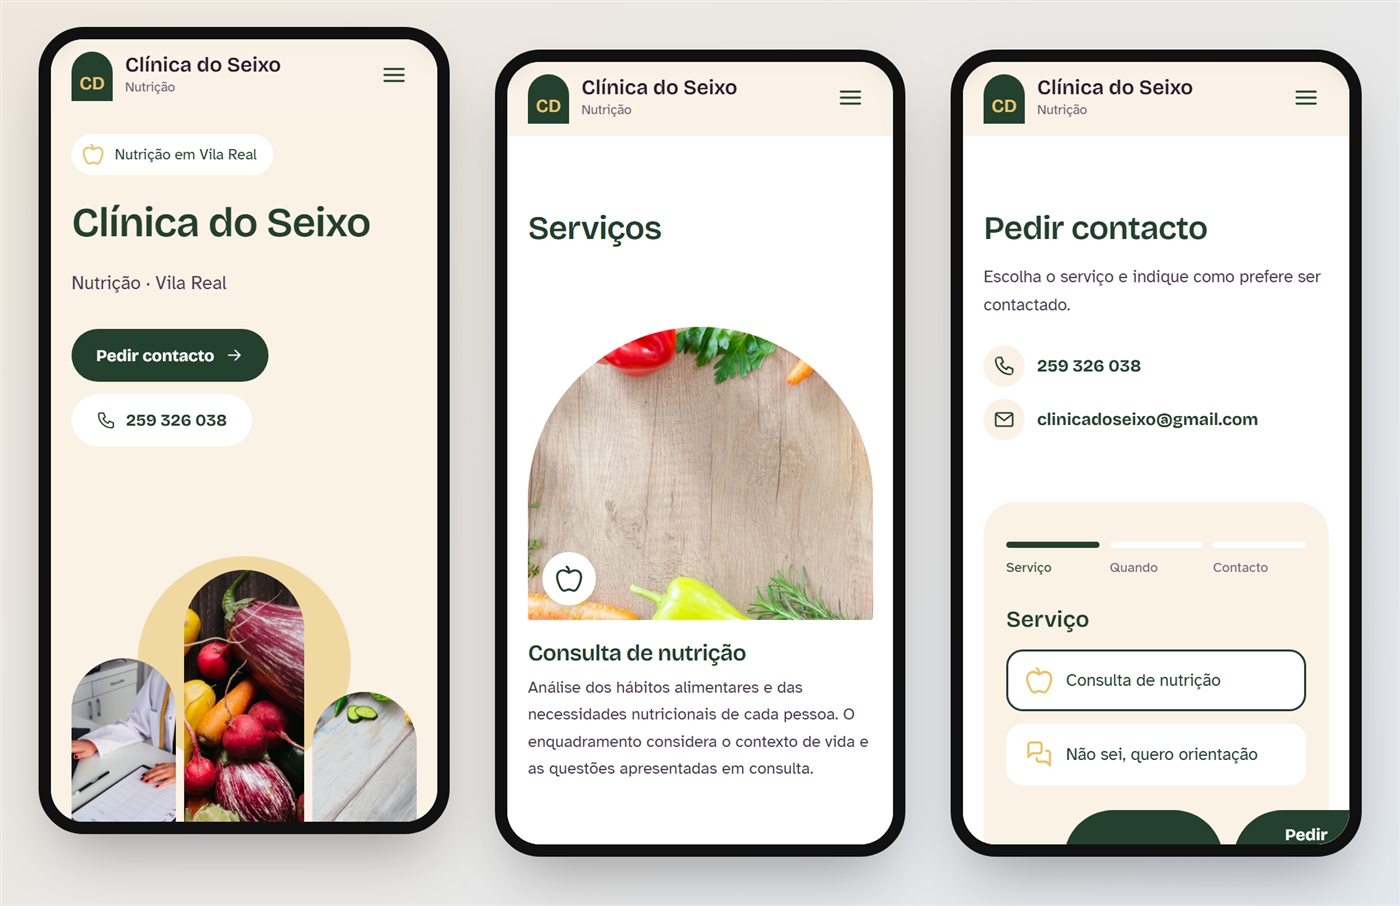 CD
Clínica do Seixo
Nutrição
Nutrição em Vila Real
Clínica do Seixo
Nutrição · Vila Real
Pedir contacto
259 326 038
CD
Clínica do Seixo
Nutrição
Serviços
Consulta de nutrição
Análise dos hábitos alimentares e das
necessidades nutricionais de cada pessoa. O
enquadramento considera o contexto de vida e
as questões apresentadas em consulta.
CD
Clínica do Seixo
Nutrição
Pedir contacto
Escolha o serviço e indique como prefere ser
contactado.
259 326 038
clinicadoseixo@gmail.com
Serviço
Quando
Contacto
Serviço
Consulta de nutrição
Não sei, quero orientação
Pedir